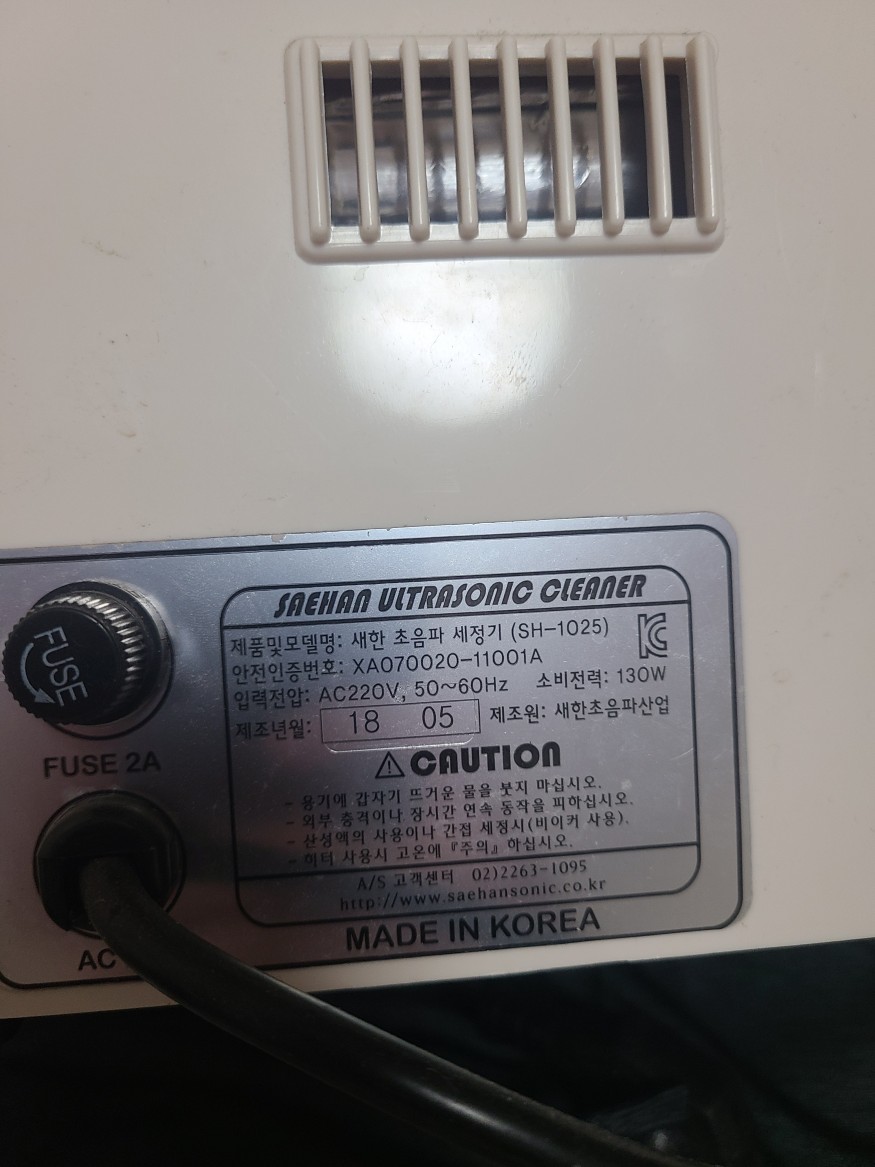 SAEHAN ULTRASONIC CLEANER
제품및모델명: 새한 초음파 세정기 (SH-1025)
안전인증번호: XA070020-11001A
입력전압: AC220V, 50~60Hz 소비전력: 130W
제조년월: 18 05 제조원: 새한초음파산업
⚠CAUTION
- 용기에 갑자기 뜨거운 물을 붓지 마십시오.
- 외부 충격이나 장시간 연속 동작을 피하십시오.
- 산성액의 사용이나 간접 세정시(비이커 사용).
- 히터 사용시 고온에 『주의』 하십시오.
A/S 고객센터 02)2263-1095
http://www.saehansonic.co.kr
MADE IN KOREA
FUSE
FUSE 2A
AC
KC